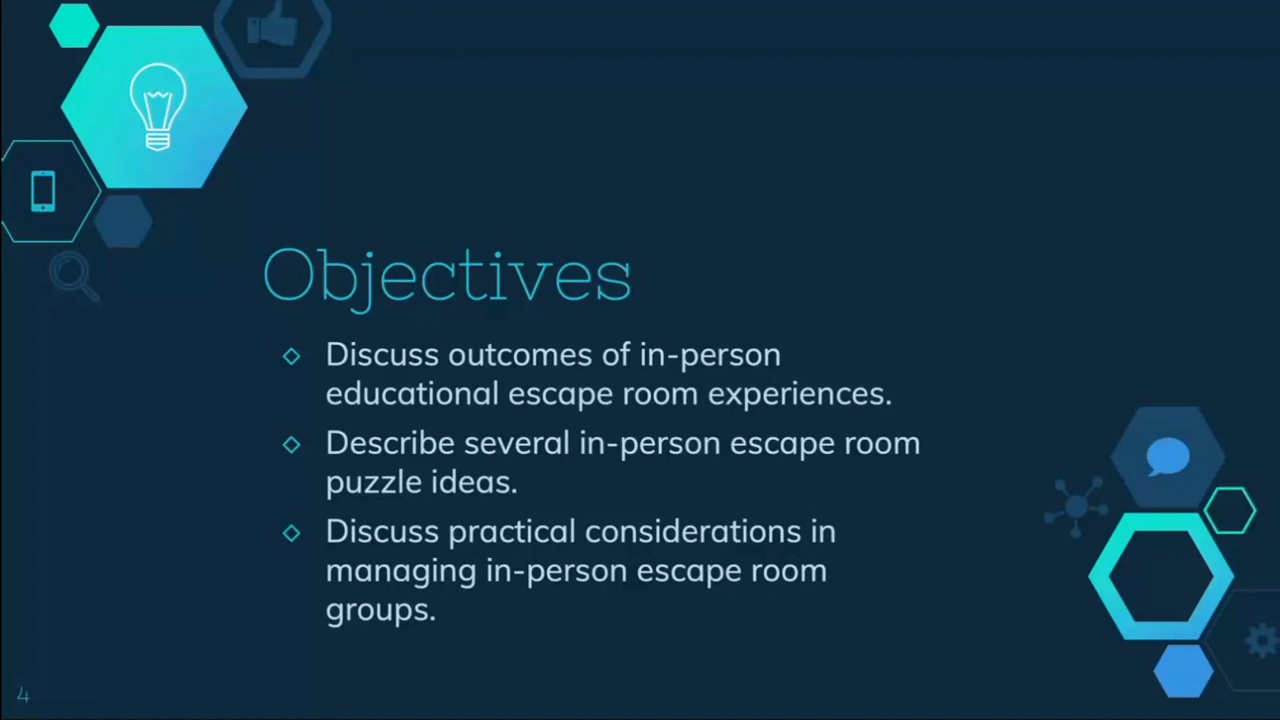 Objectives
Discuss outcomes of in-person
educational escape room experiences.
Describe several in-person escape room
puzzle ideas.
Discuss practical considerations in
managing in-person escape room
groups.
4